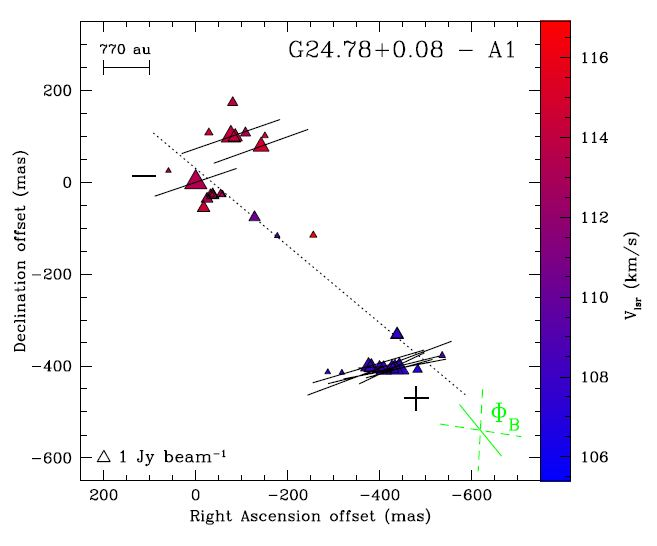 770 au
G24.78+0.08 − A1
200
0
−200
−400
−600
Declination offset (mas)
△ 1 Jy beam⁻¹
Φ_B
200
0
−200
−400
−600
Right Ascension offset (mas)
116
114
112
110
108
106
V_lsr (km/s)